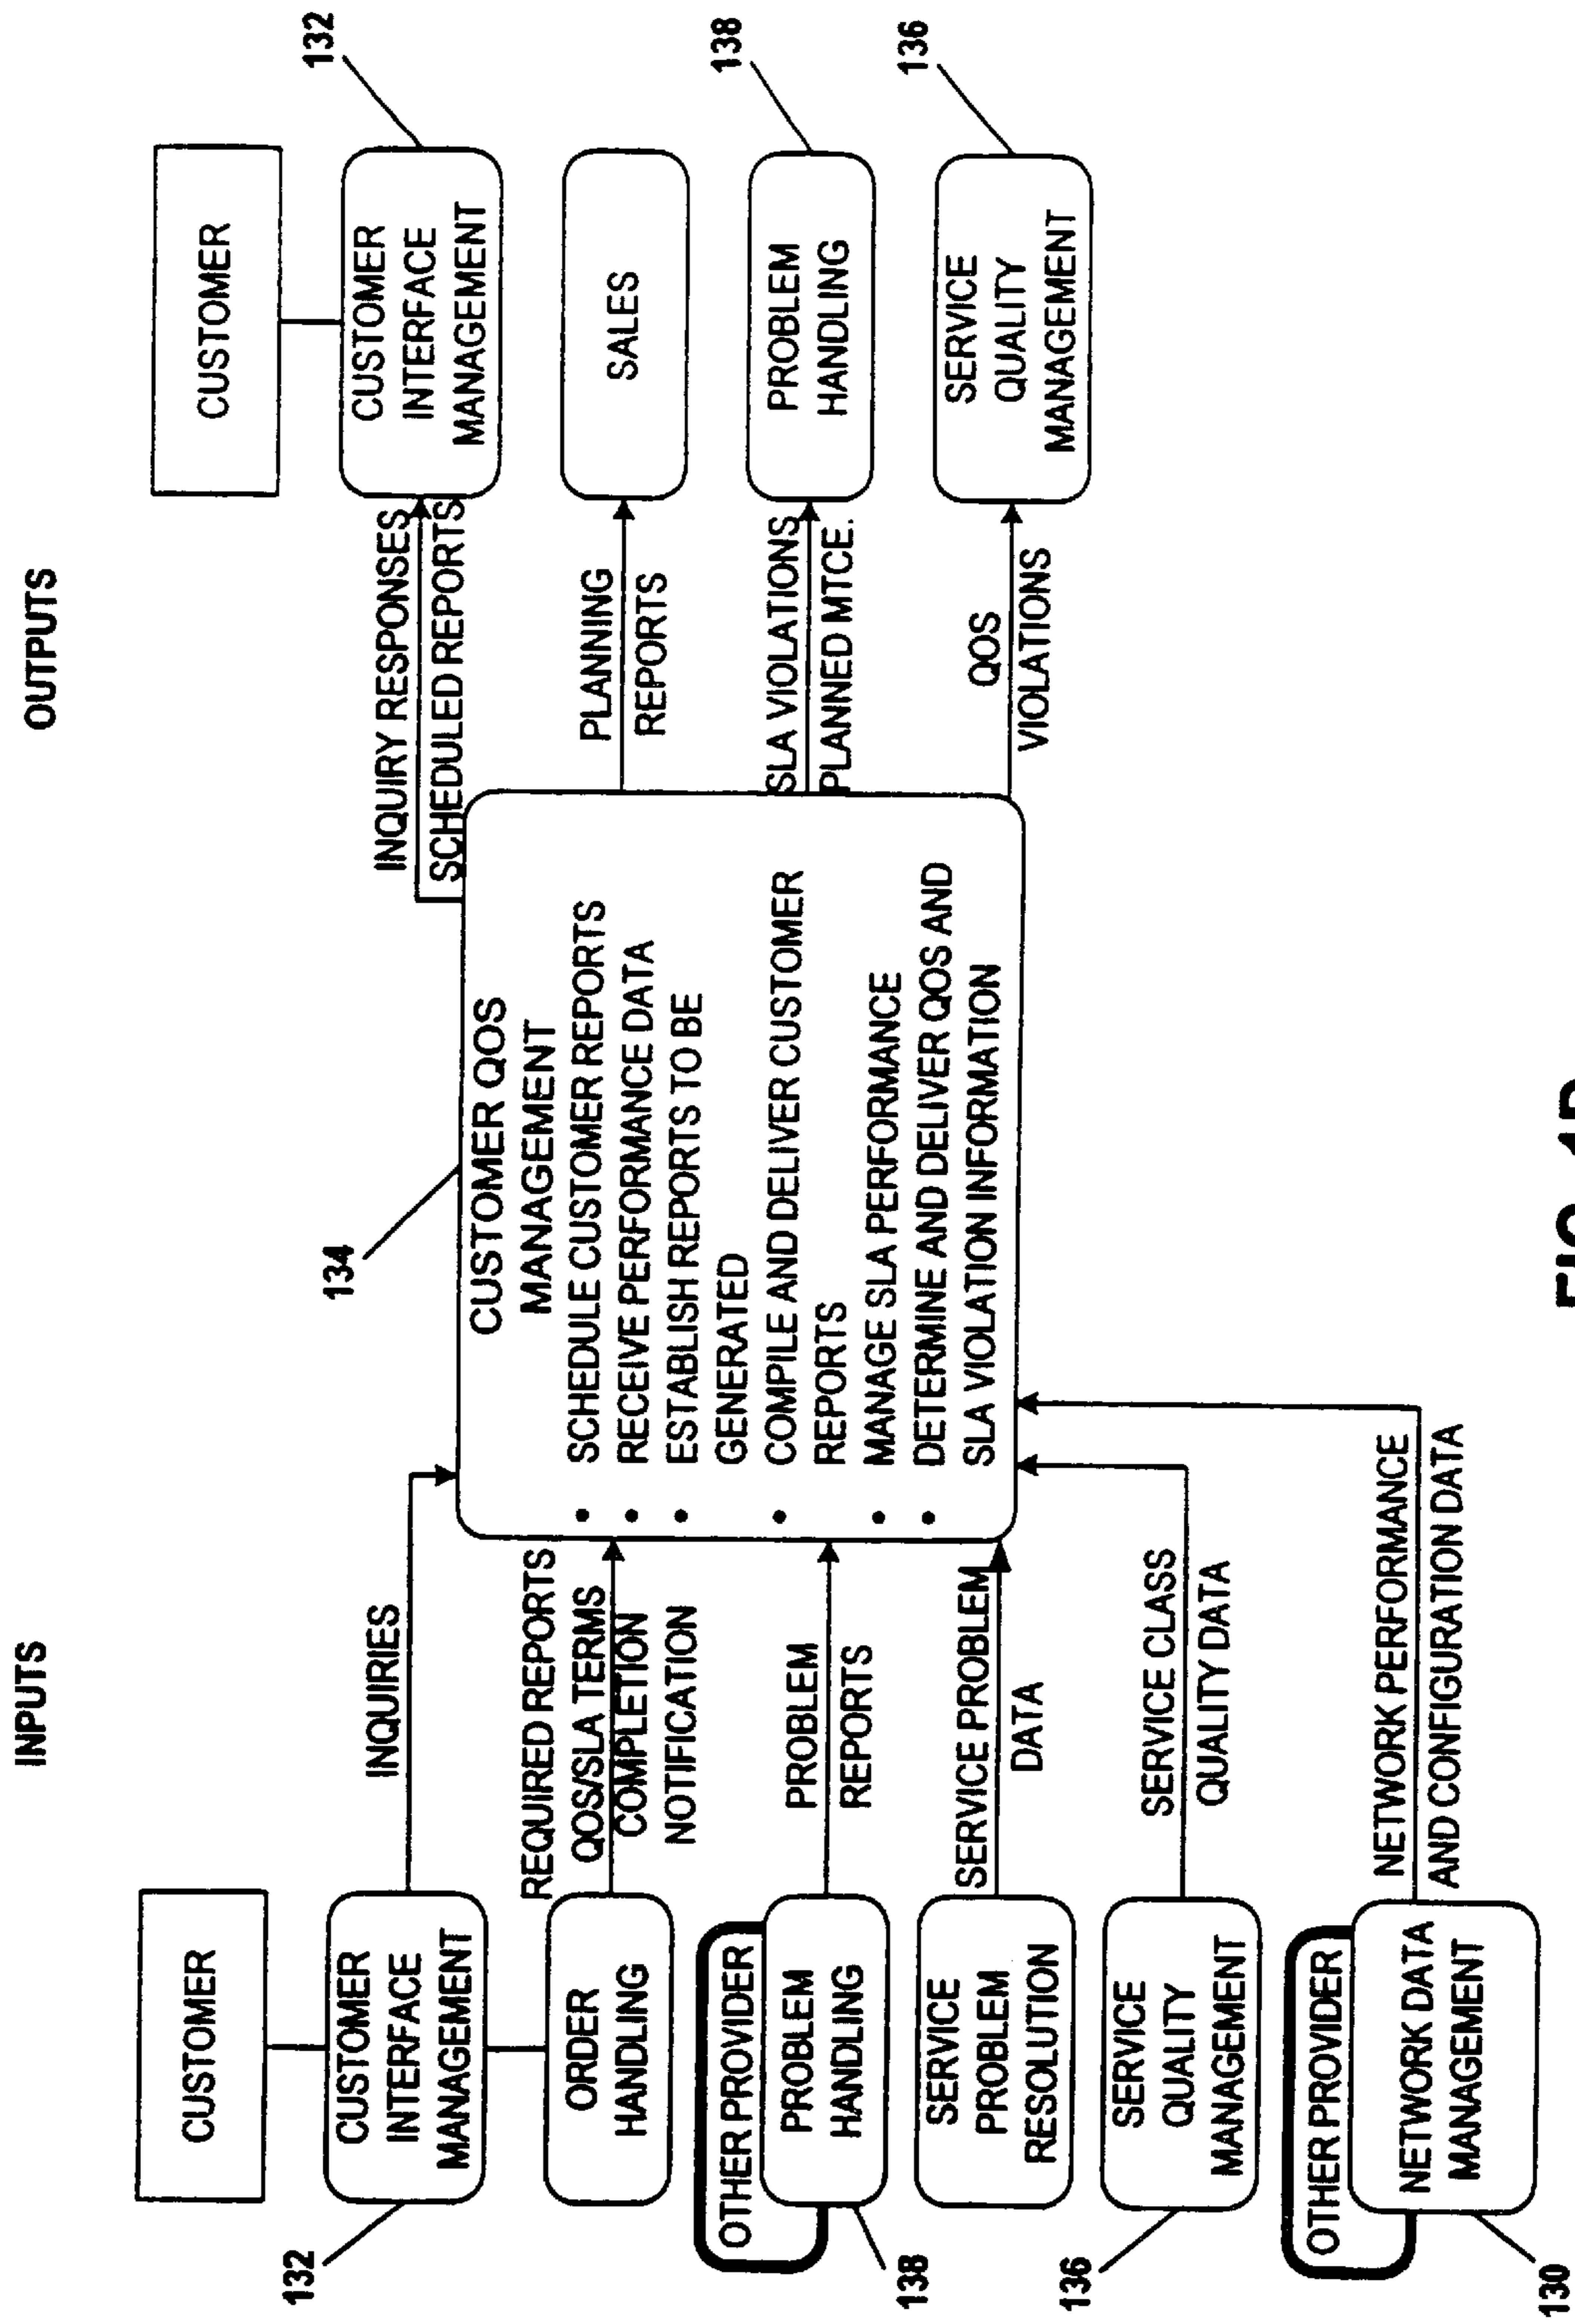 INPUTS
OUTPUTS
CUSTOMER
132
CUSTOMER
INTERFACE
MANAGEMENT
INQUIRIES
ORDER
HANDLING
REQUIRED REPORTS
QOS/SLA TERMS
COMPLETION
NOTIFICATION
OTHER PROVIDER
PROBLEM
HANDLING
138
PROBLEM
REPORTS
SERVICE
PROBLEM
RESOLUTION
SERVICE PROBLEM
DATA
SERVICE
QUALITY
MANAGEMENT
136
SERVICE CLASS
QUALITY DATA
OTHER PROVIDER
NETWORK DATA
MANAGEMENT
130
NETWORK PERFORMANCE
AND CONFIGURATION DATA
134
CUSTOMER QOS
MANAGEMENT
• SCHEDULE CUSTOMER REPORTS
• RECEIVE PERFORMANCE DATA
• ESTABLISH REPORTS TO BE
GENERATED
• COMPILE AND DELIVER CUSTOMER
REPORTS
• MANAGE SLA PERFORMANCE
• DETERMINE AND DELIVER QOS AND
SLA VIOLATION INFORMATION
INQUIRY RESPONSES
SCHEDULED REPORTS
PLANNING
REPORTS
SLA VIOLATIONS
PLANNED MTCE.
QOS
VIOLATIONS
CUSTOMER
132
CUSTOMER
INTERFACE
MANAGEMENT
SALES
138
PROBLEM
HANDLING
136
SERVICE
QUALITY
MANAGEMENT